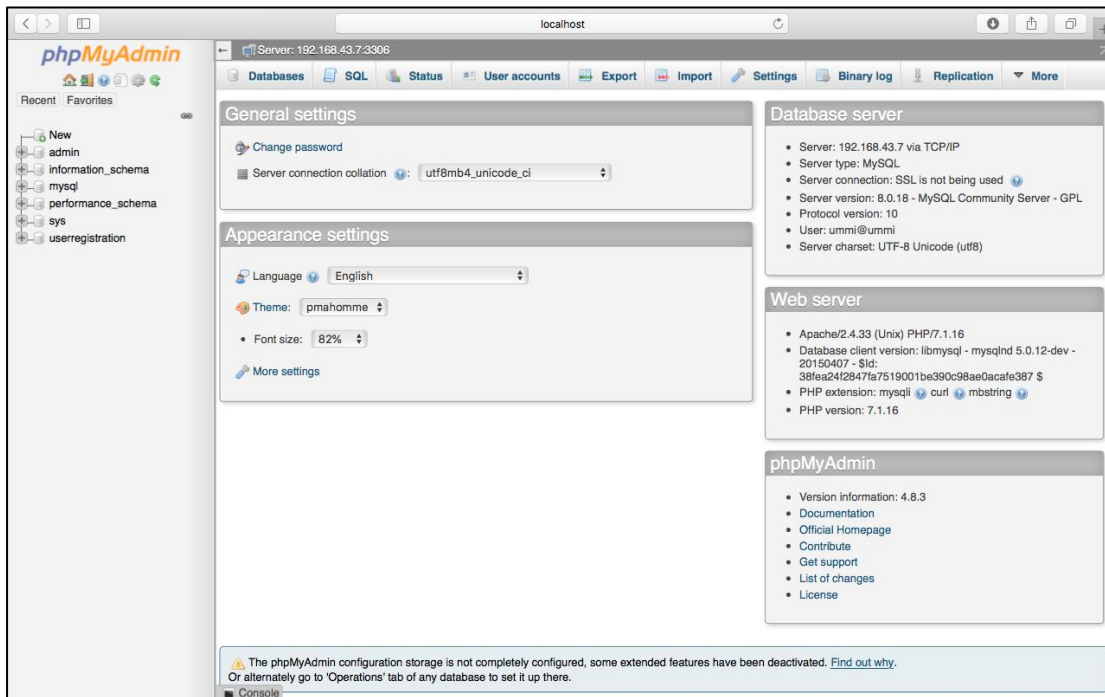 localhost
phpMyAdmin
Recent Favorites
New
admin
information_schema
mysql
performance_schema
sys
userregistration
Server: 192.168.43.7:3306
Databases SQL Status User accounts Export Import Settings Binary log Replication More
General settings
Change password
Server connection collation : utf8mb4_unicode_ci
Appearance settings
Language English
Theme: pmahomme
• Font size: 82%
More settings
Database server
• Server: 192.168.43.7 via TCP/IP
• Server type: MySQL
• Server connection: SSL is not being used
• Server version: 8.0.18 - MySQL Community Server - GPL
• Protocol version: 10
• User: ummi@ummi
• Server charset: UTF-8 Unicode (utf8)
Web server
• Apache/2.4.33 (Unix) PHP/7.1.16
• Database client version: libmysql - mysqlnd 5.0.12-dev -
20150407 - $Id:
38fea24f2847fa7519001be390c98ae0acafe387 $
• PHP extension: mysqli curl mbstring
• PHP version: 7.1.16
phpMyAdmin
• Version information: 4.8.3
• Documentation
• Official Homepage
• Contribute
• Get support
• List of changes
• License
The phpMyAdmin configuration storage is not completely configured, some extended features have been deactivated. Find out why.
Or alternately go to 'Operations' tab of any database to set it up there.
Console